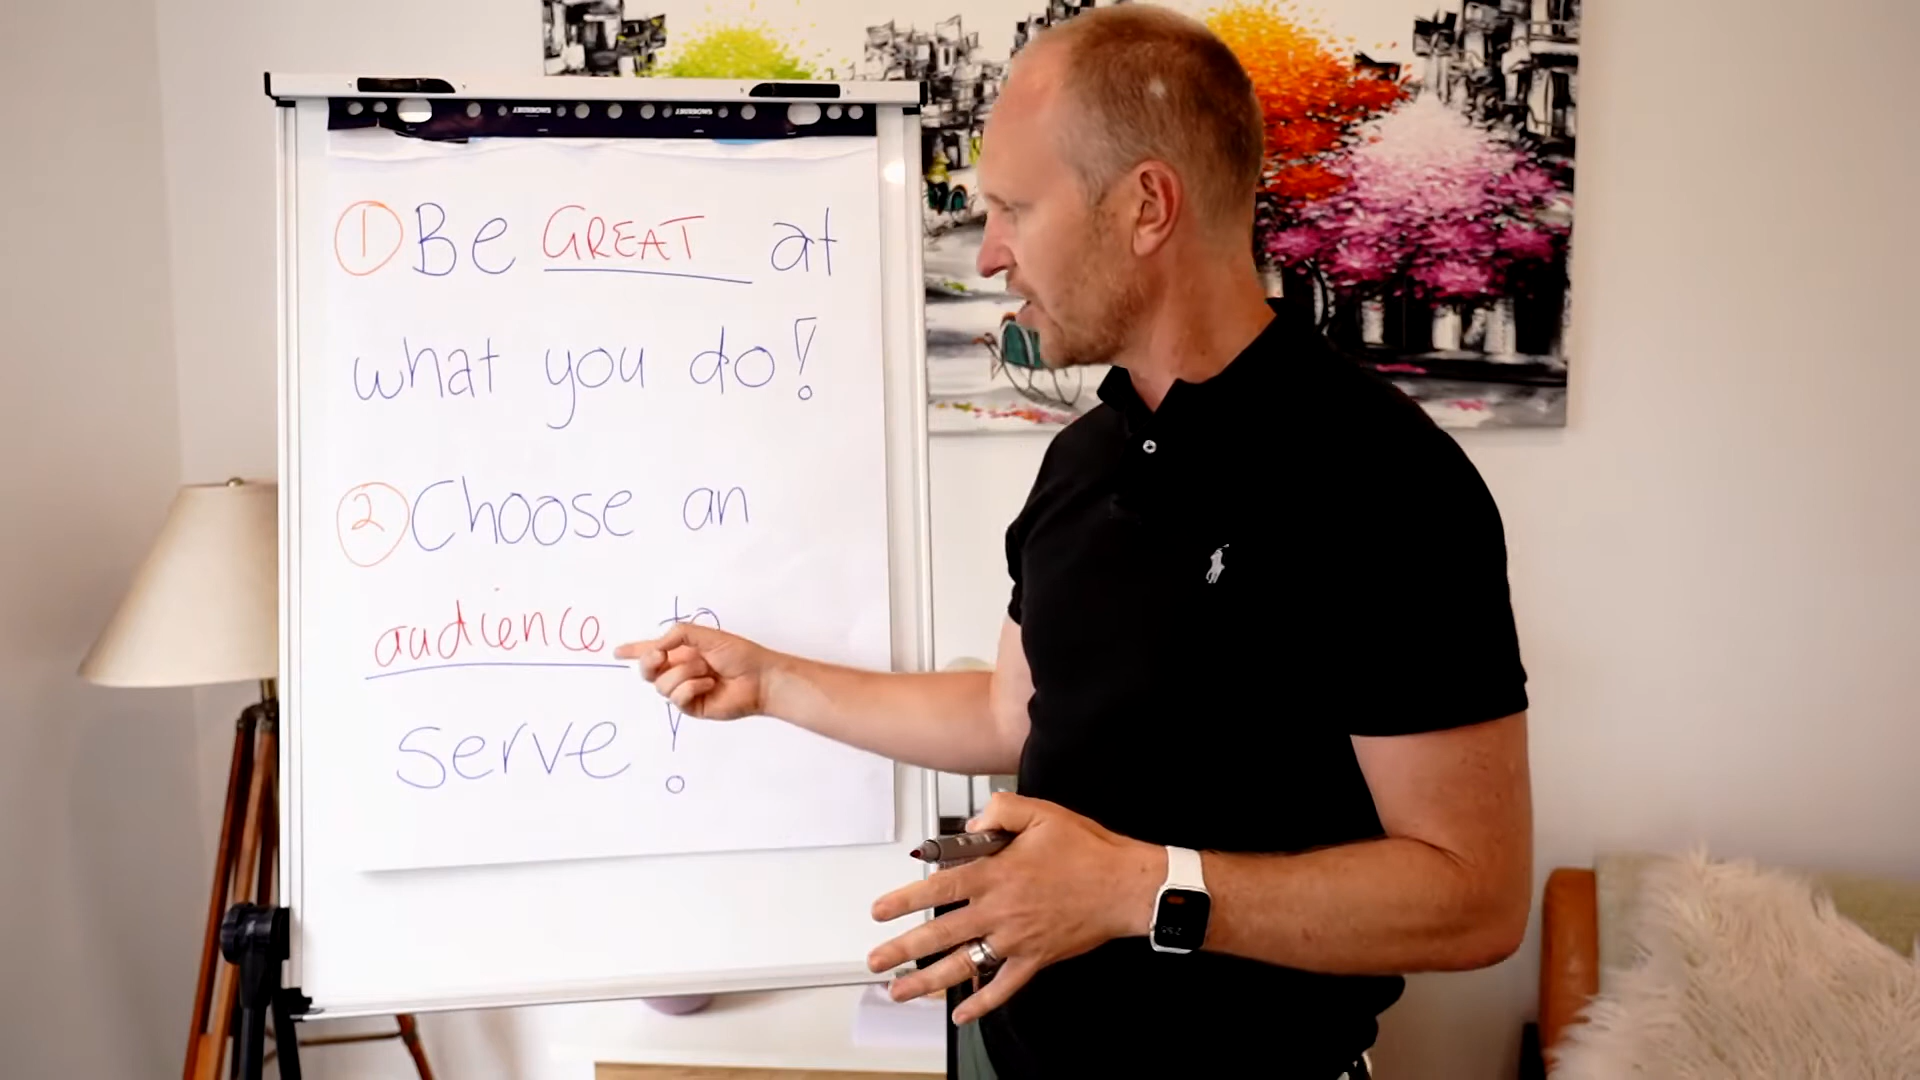 ① Be GREAT at
what you do!
② Choose an
audience to
serve!